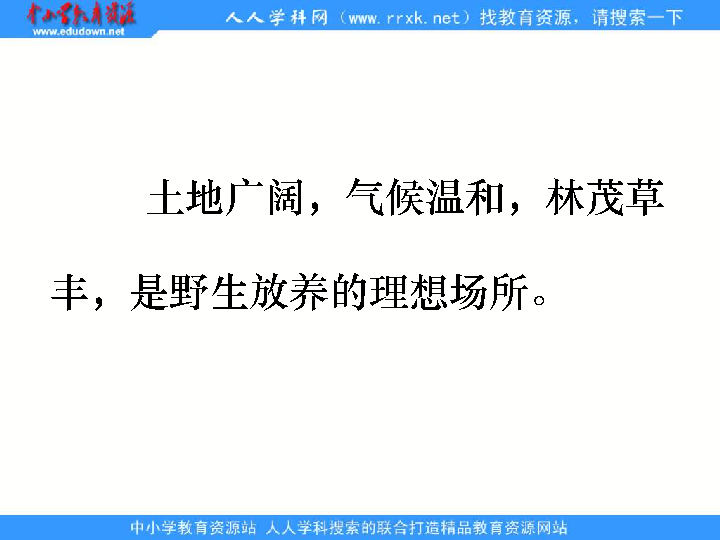 中小学教育资源
www.edudown.net
人人学科网（www.rrxk.net）找教育资源，请搜索一下
土地广阔，气候温和，林茂草
丰，是野生放养的理想场所。
中小学教育资源站 人人学科搜索的联合打造精品教育资源网站